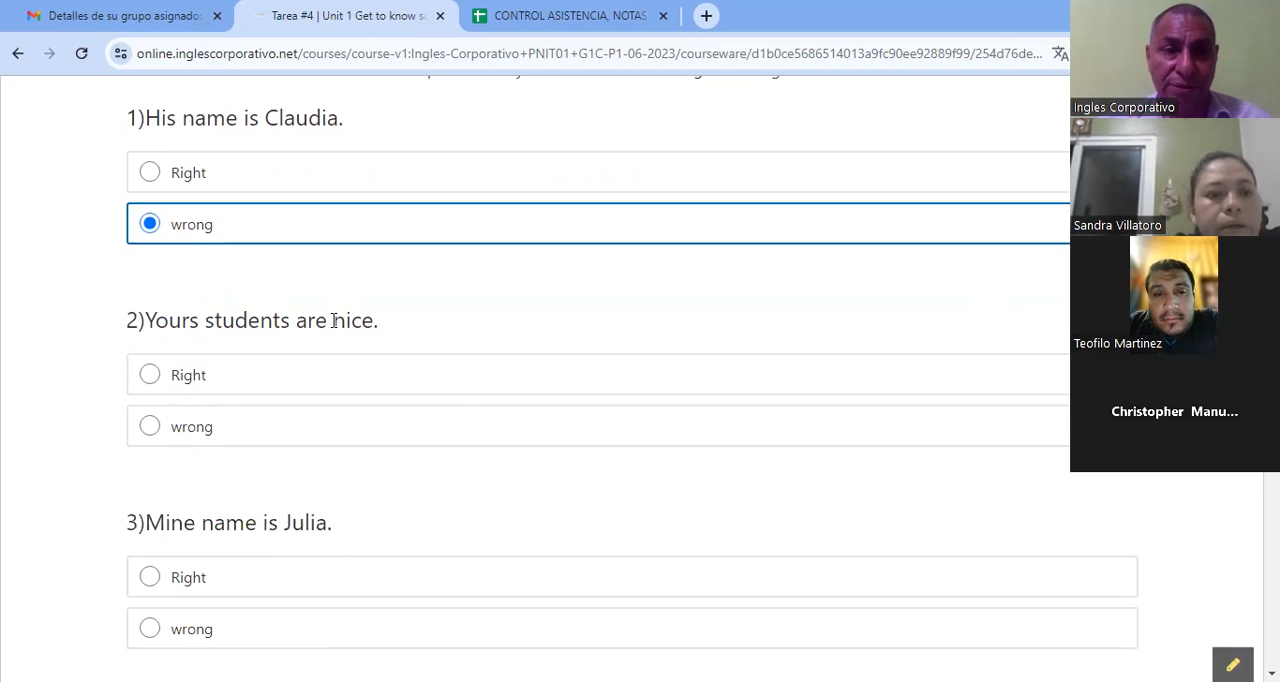 Detalles de su grupo asignado:
Tarea #4 | Unit 1 Get to know so
CONTROL ASISTENCIA, NOTAS
online.inglescorporativo.net/courses/course-v1:Ingles-Corporativo+PNIT01+G1C-P1-06-2023/courseware/d1b0ce5686514013a9fc90ee92889f99/254d76de...
1)His name is Claudia.
Right
wrong
2)Yours students are nice.
Right
wrong
3)Mine name is Julia.
Right
wrong
Ingles Corporativo
Sandra Villatoro
Teofilo Martinez
Christopher Manu...